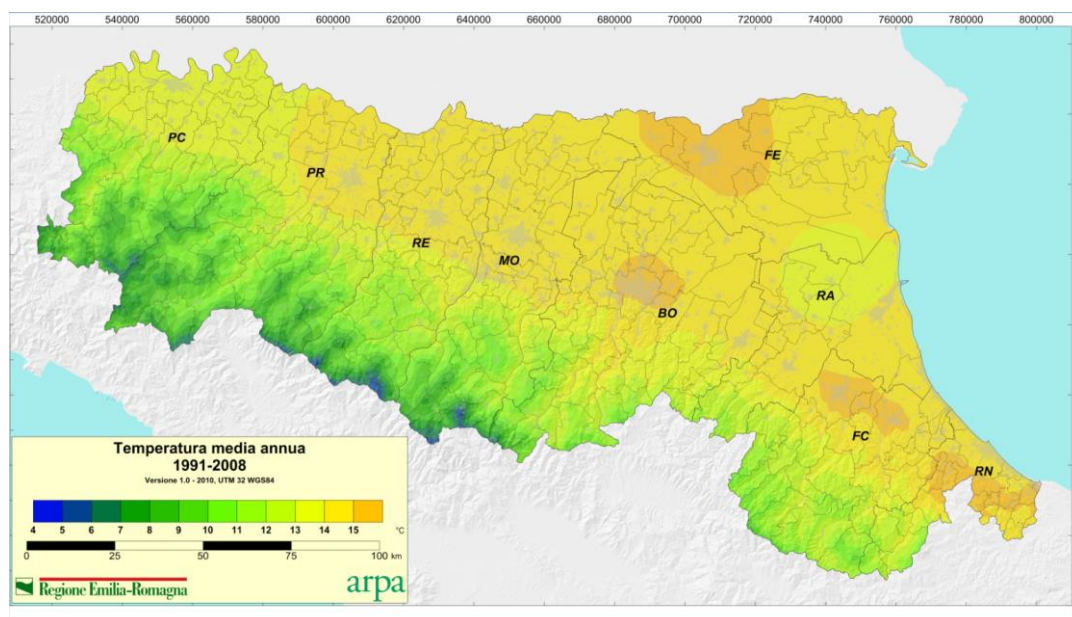 520000 540000 560000 580000 600000 620000 640000 660000 680000 700000 720000 740000 760000 780000 800000
PC
FE
PR
RE
MO
RA
BO
FC
RN
Temperatura media annua
1991-2008
Versione 1.0 - 2010, UTM 32 WGS84
4 5 6 7 8 9 10 11 12 13 14 15 °C
0 25 50 75 100 km
Regione Emilia-Romagna
arpa